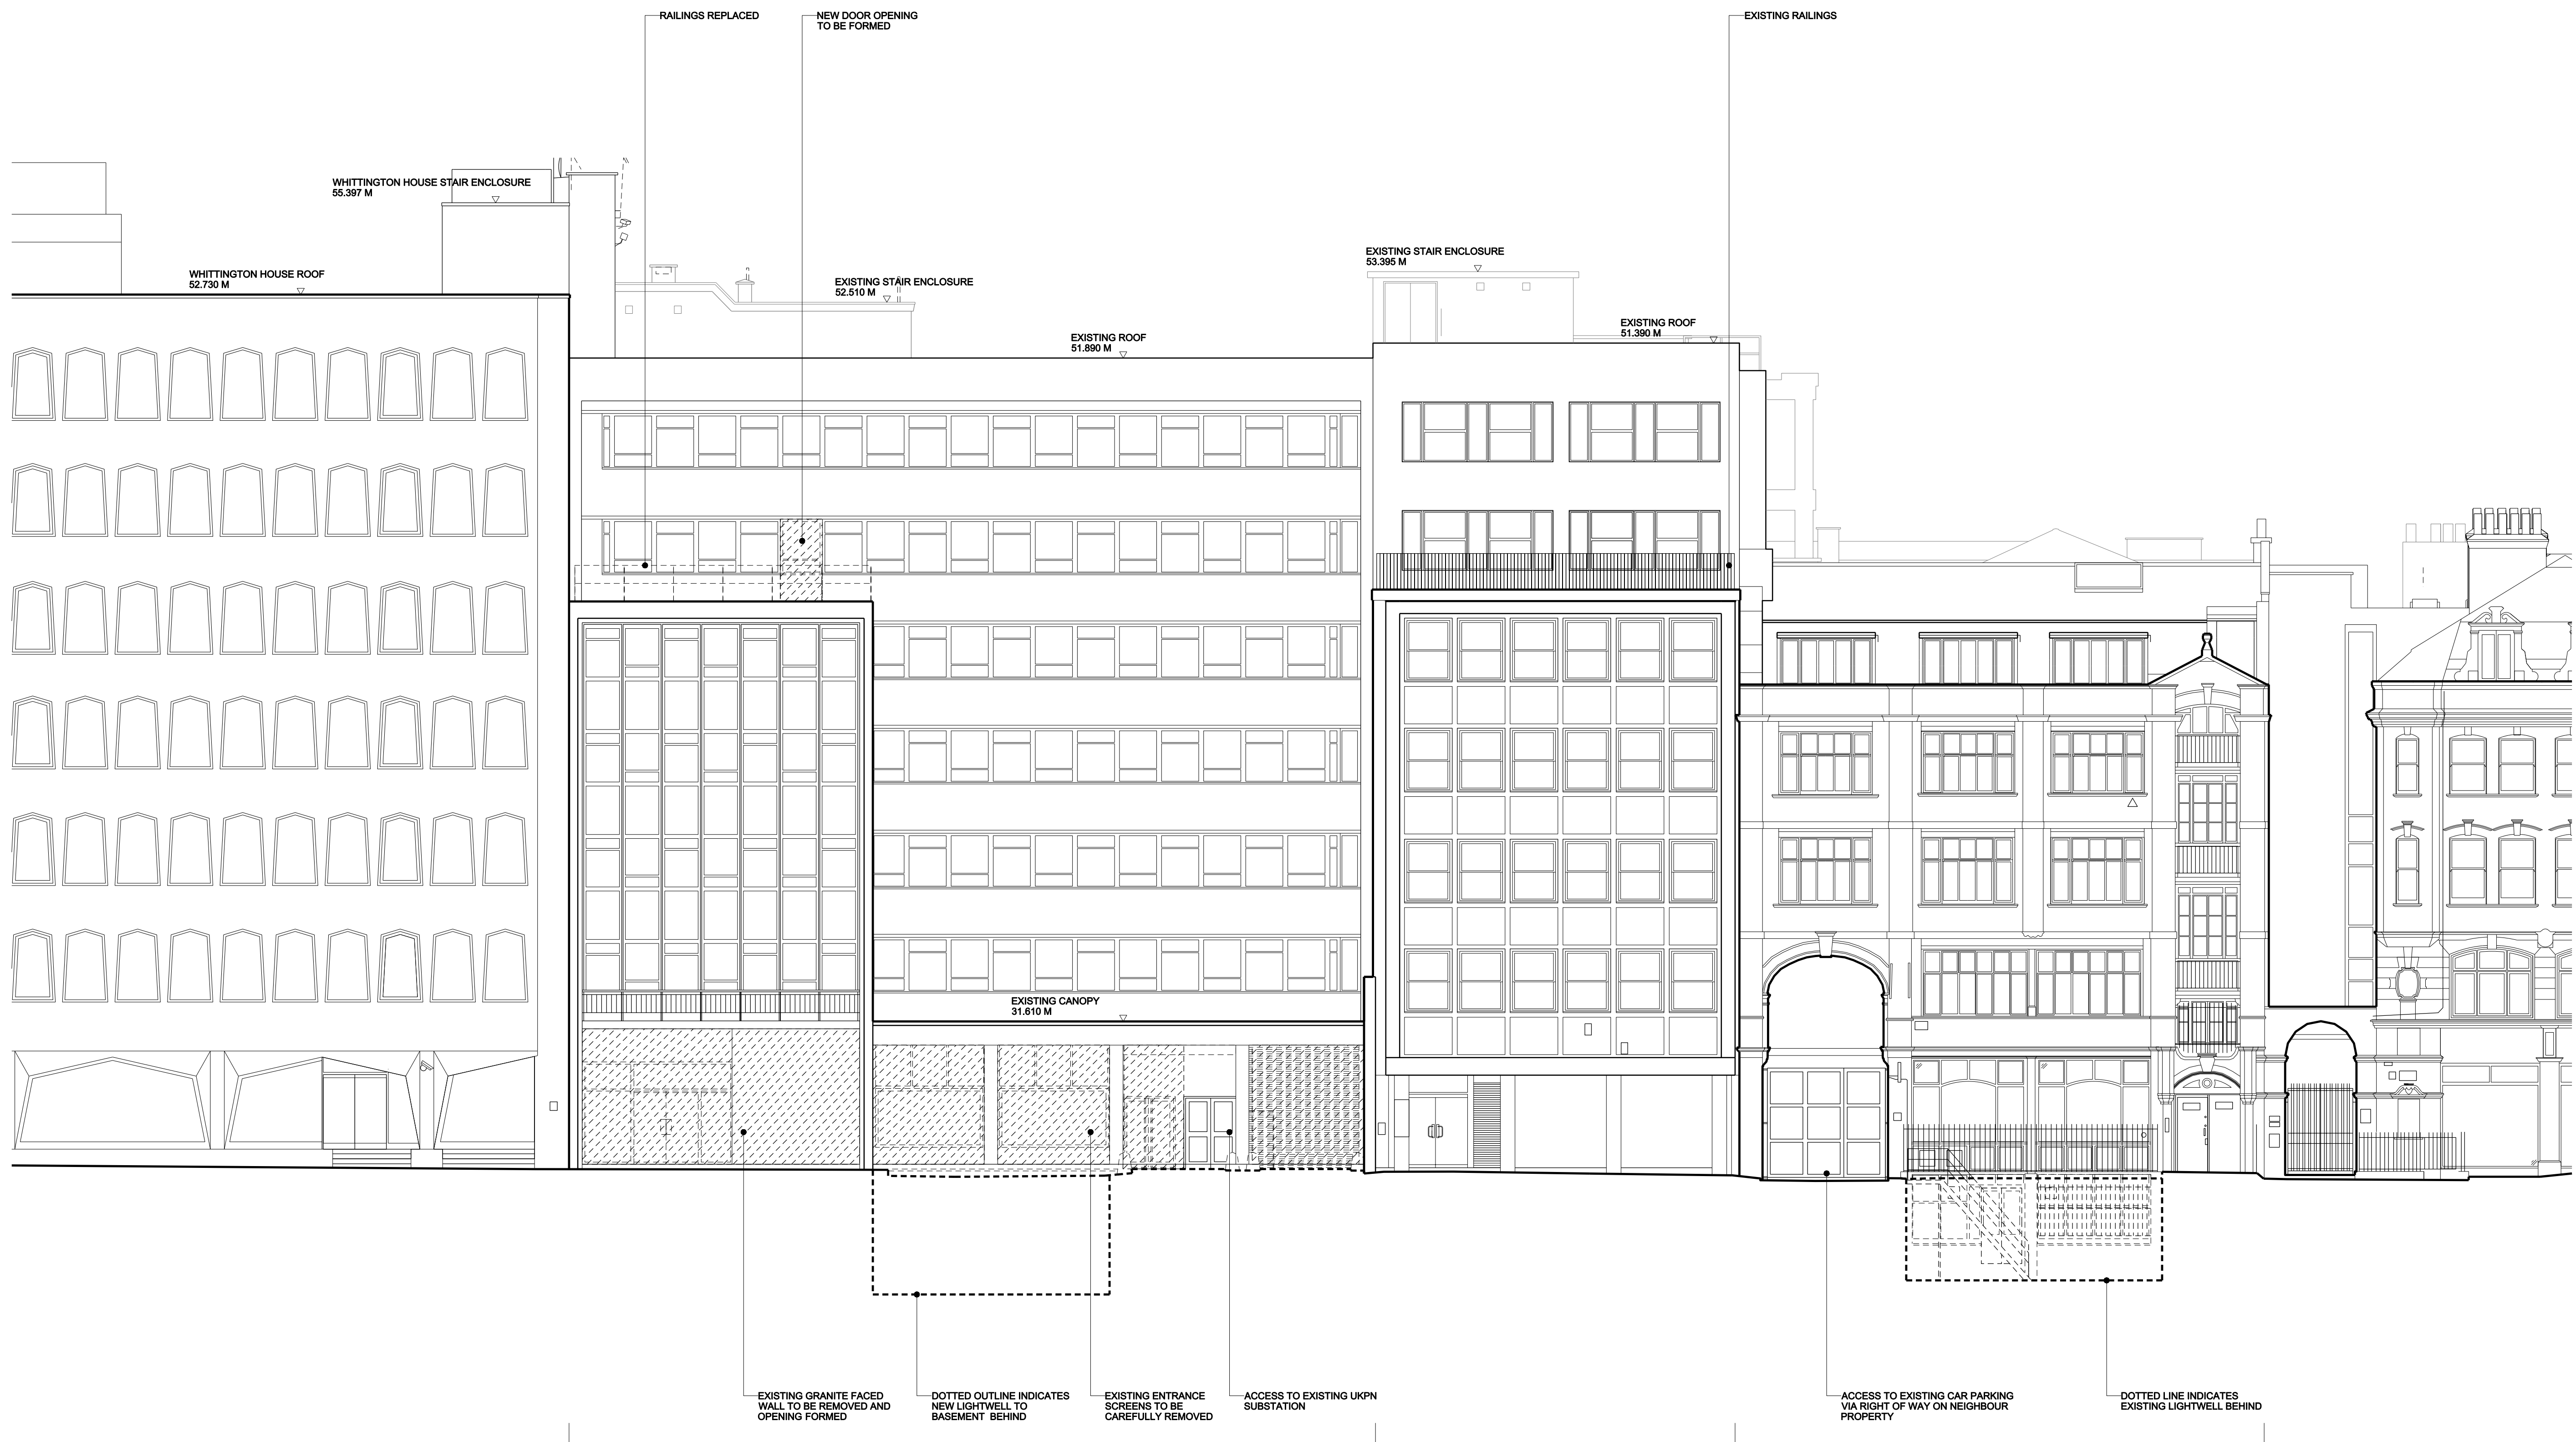 RAILINGS REPLACED
NEW DOOR OPENING
TO BE FORMED
EXISTING RAILINGS
WHITTINGTON HOUSE STAIR ENCLOSURE
55.397 M
WHITTINGTON HOUSE ROOF
52.730 M
EXISTING STAIR ENCLOSURE
52.510 M
EXISTING STAIR ENCLOSURE
53.395 M
EXISTING ROOF
51.890 M
EXISTING ROOF
51.390 M
EXISTING CANOPY
31.610 M
EXISTING GRANITE FACED
WALL TO BE REMOVED AND
OPENING FORMED
DOTTED OUTLINE INDICATES
NEW LIGHTWELL TO
BASEMENT BEHIND
EXISTING ENTRANCE
SCREENS TO BE
CAREFULLY REMOVED
ACCESS TO EXISTING UKPN
SUBSTATION
ACCESS TO EXISTING CAR PARKING
VIA RIGHT OF WAY ON NEIGHBOUR
PROPERTY
DOTTED LINE INDICATES
EXISTING LIGHTWELL BEHIND